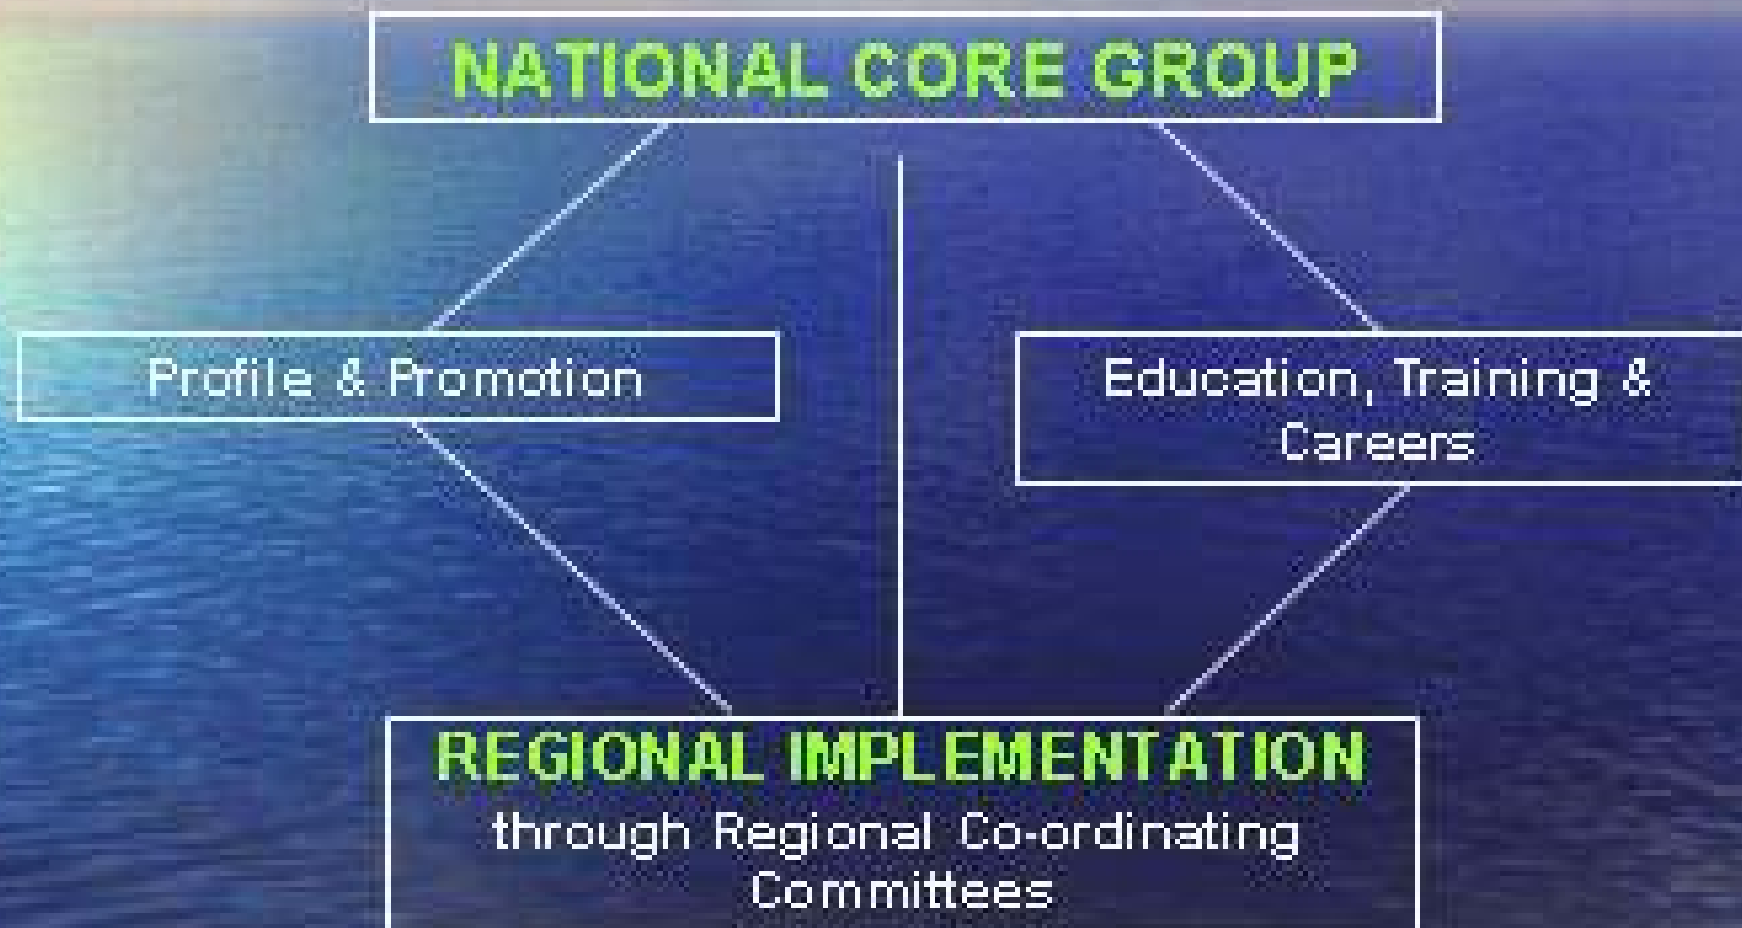 NATIONAL CORE GROUP
Profile & Promotion
Education, Training &
Careers
REGIONAL IMPLEMENTATION
through Regional Co-ordinating
Committees